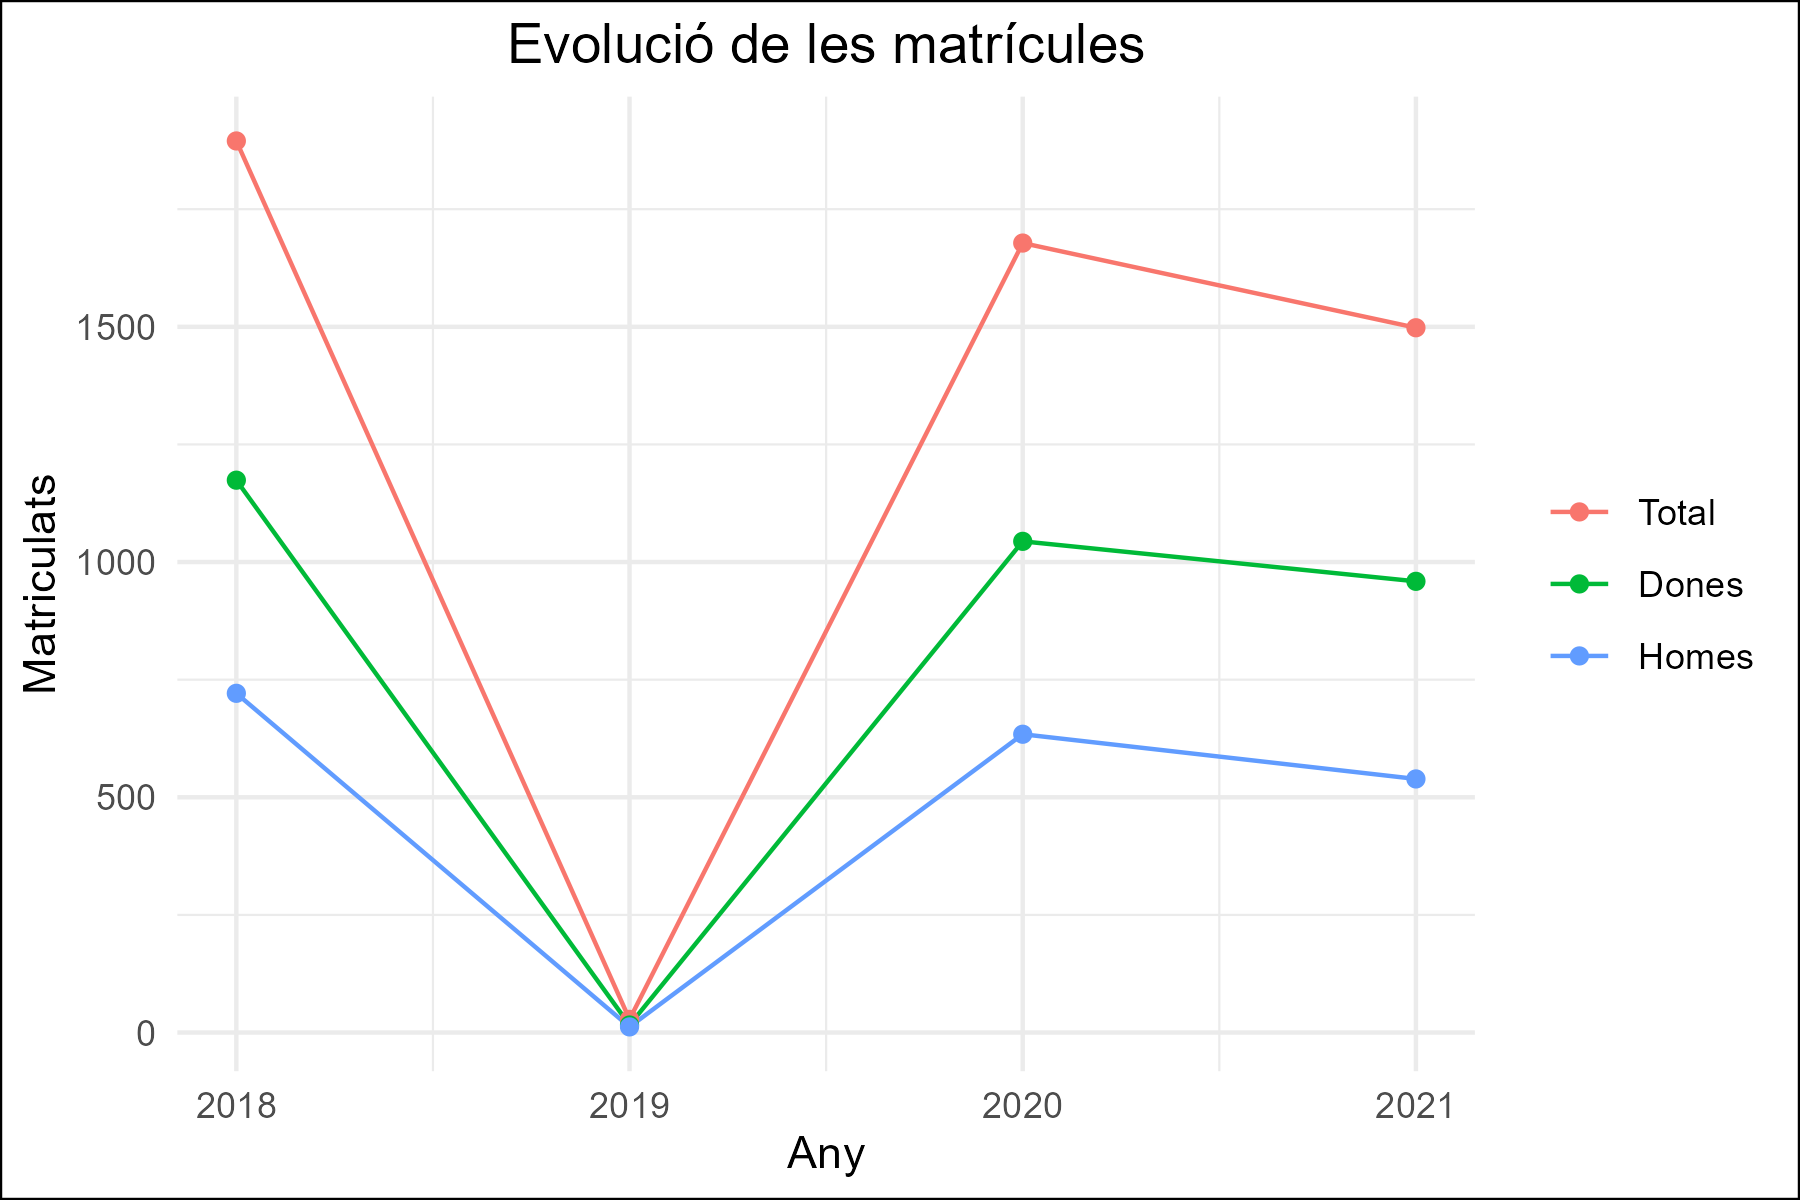 Evolució de les matrícules
Matriculats
1500
1000
500
0
2018 2019 2020 2021
Any
Total
Dones
Homes